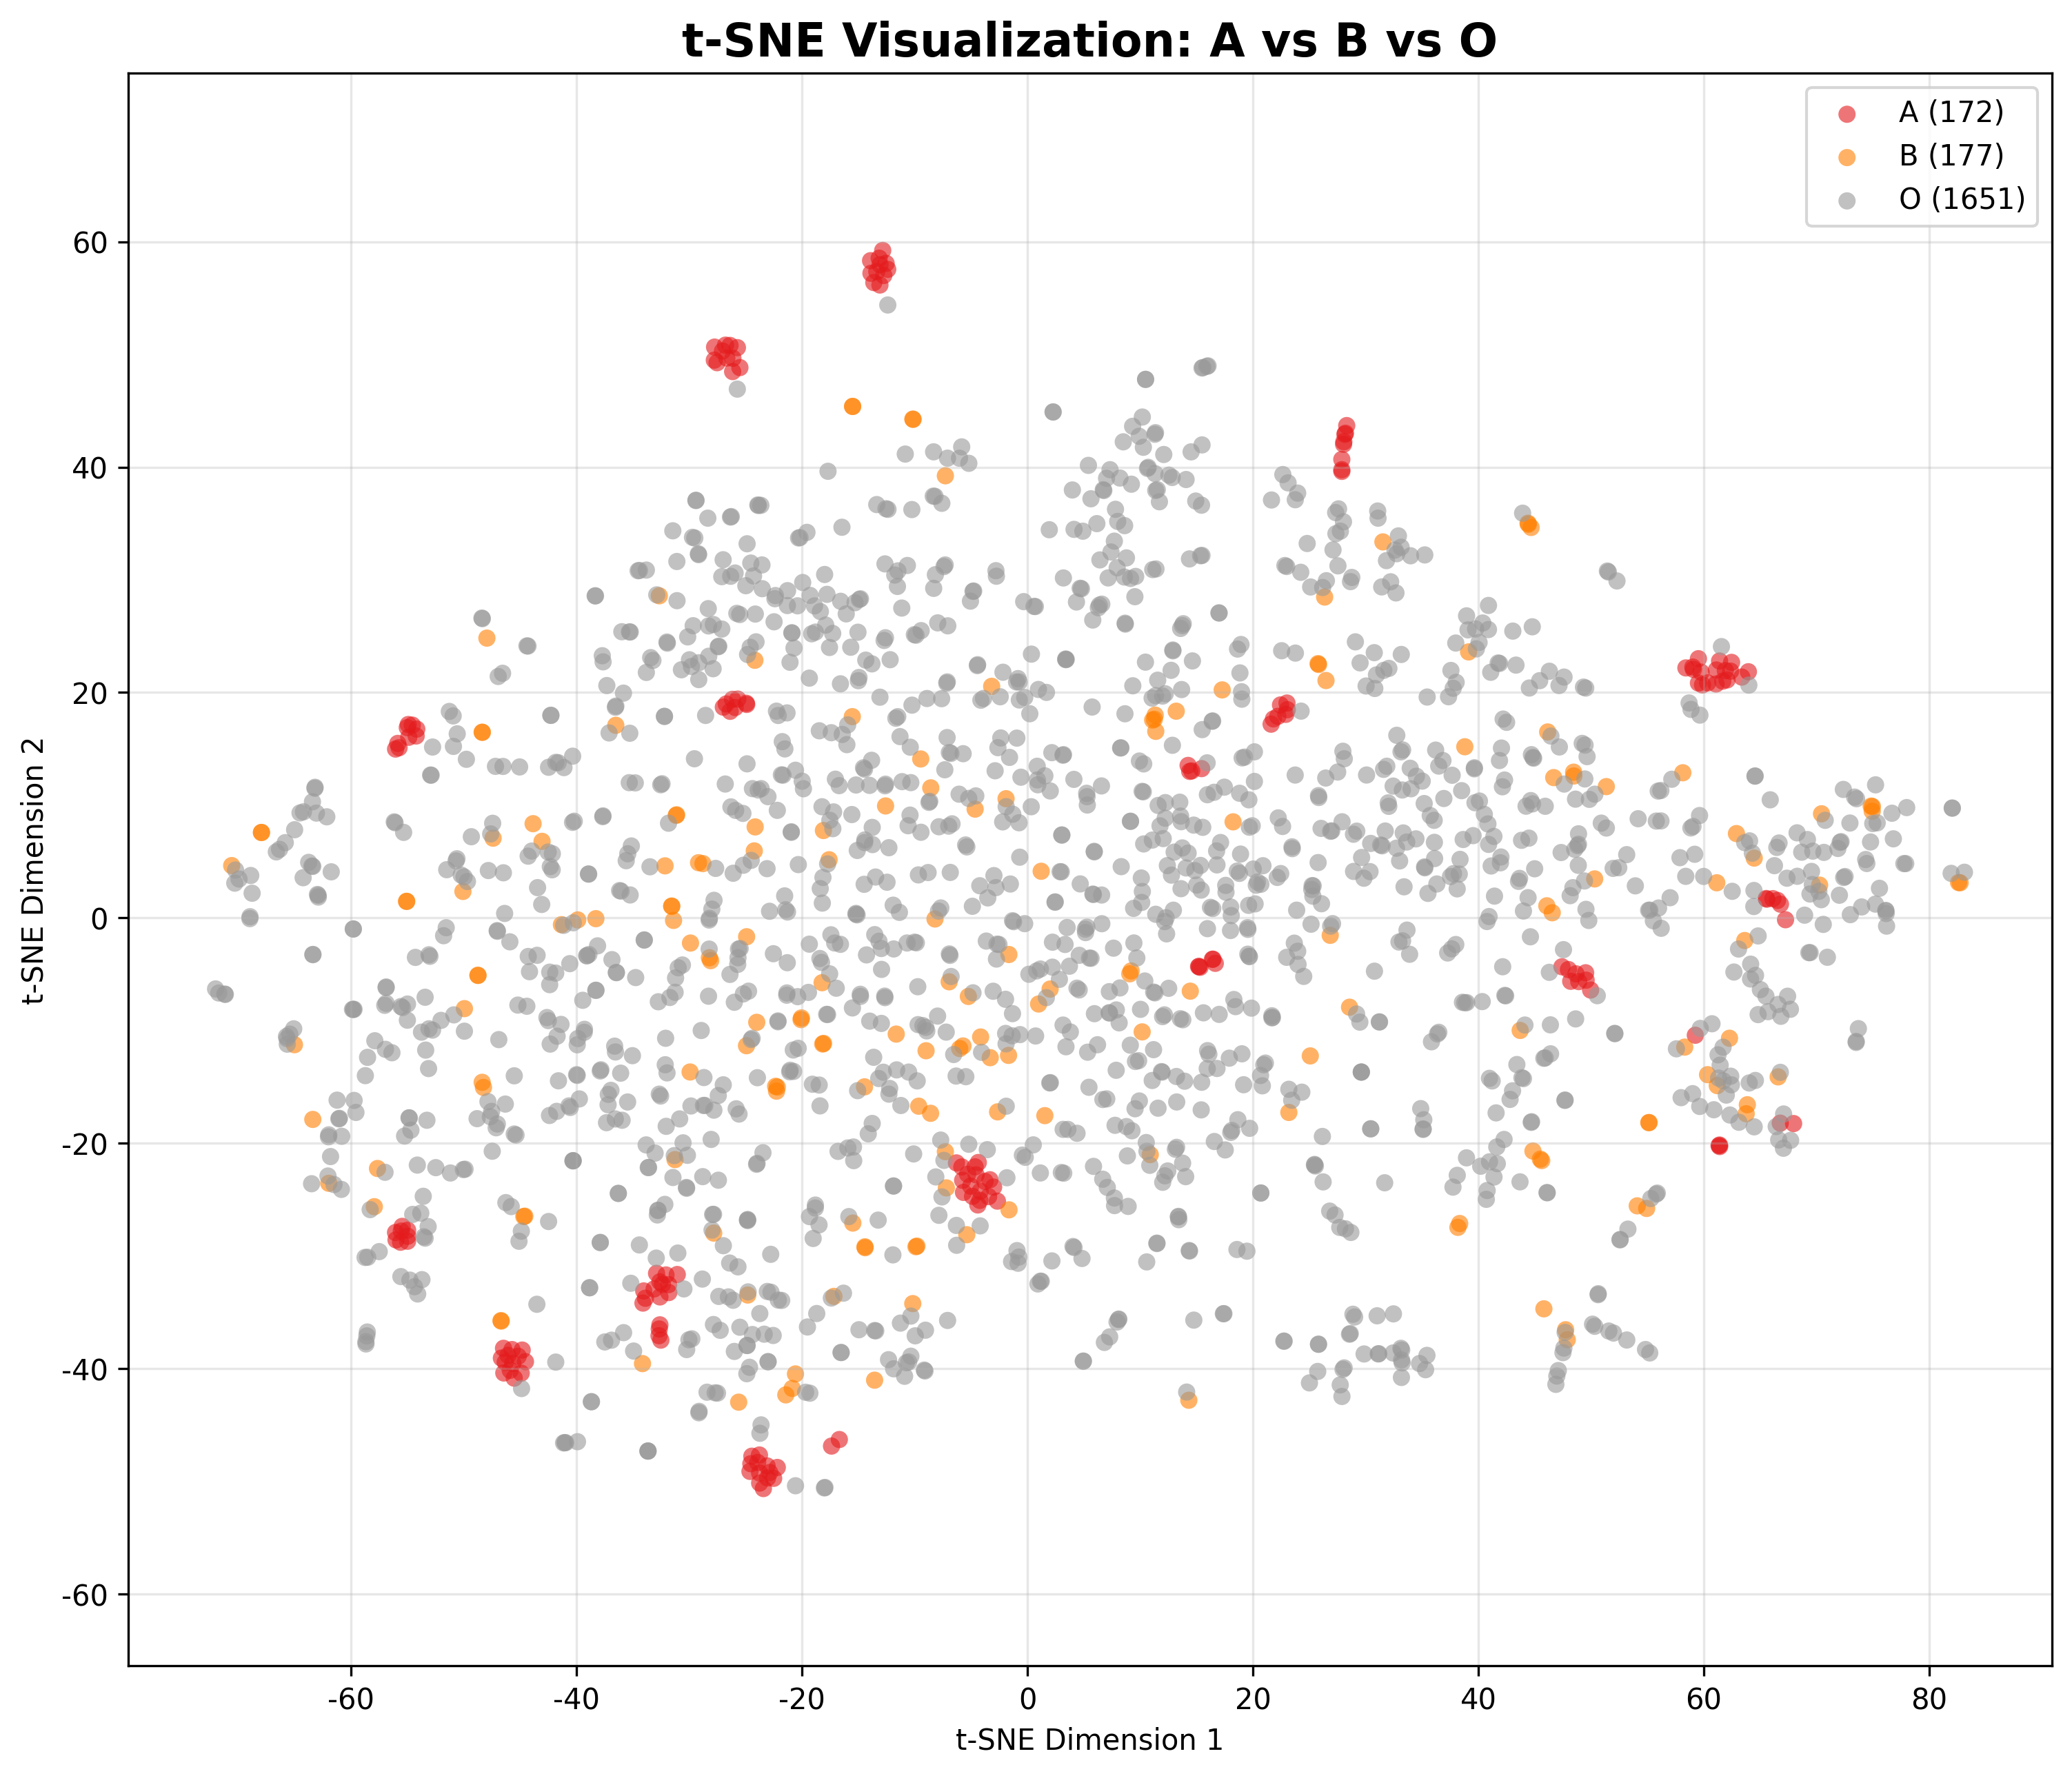 t-SNE Visualization: A vs B vs O
A (172)
B (177)
O (1651)
60
40
20
0
-20
-40
-60
t-SNE Dimension 2
-60 -40 -20 0 20 40 60 80
t-SNE Dimension 1